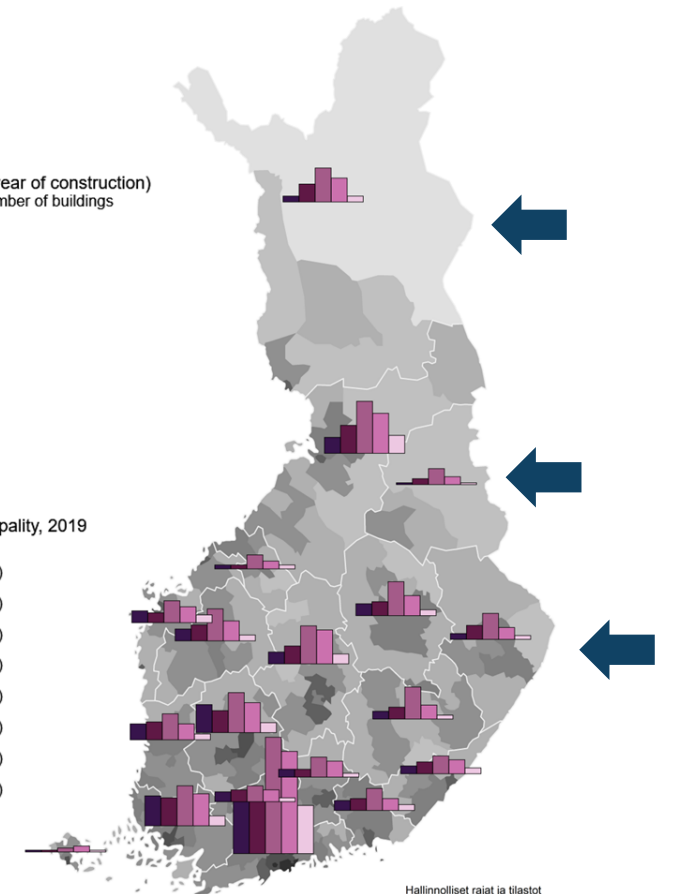 ear of construction)
mber of buildings
pality, 2019
)
)
)
)
)
)
)
)
Hallinnolliset rajat ja tilastot